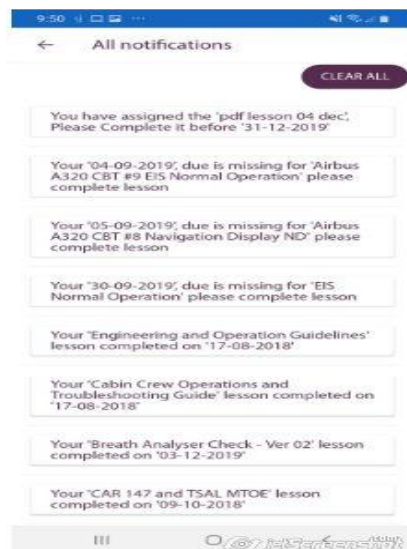 9:50
All notifications
CLEAR ALL
You have assigned the 'pdf lesson 04 dec',
Please Complete it before '31-12-2019'
Your '04-09-2019', due is missing for 'Airbus
A320 CBT #9 EIS Normal Operation' please
complete lesson
Your '05-09-2019', due is missing for 'Airbus
A320 CBT #8 Navigation Display ND' please
complete lesson
Your '30-09-2019', due is missing for 'EIS
Normal Operation' please complete lesson
Your 'Engineering and Operation Guidelines'
lesson completed on '17-08-2018'
Your 'Cabin Crew Operations and
Troubleshooting Guide' lesson completed on
'17-08-2018'
Your 'Breath Analyser Check - Ver 02' lesson
completed on '03-12-2019'
Your 'CAR 147 and TSAL MTOE' lesson
completed on '09-10-2018'